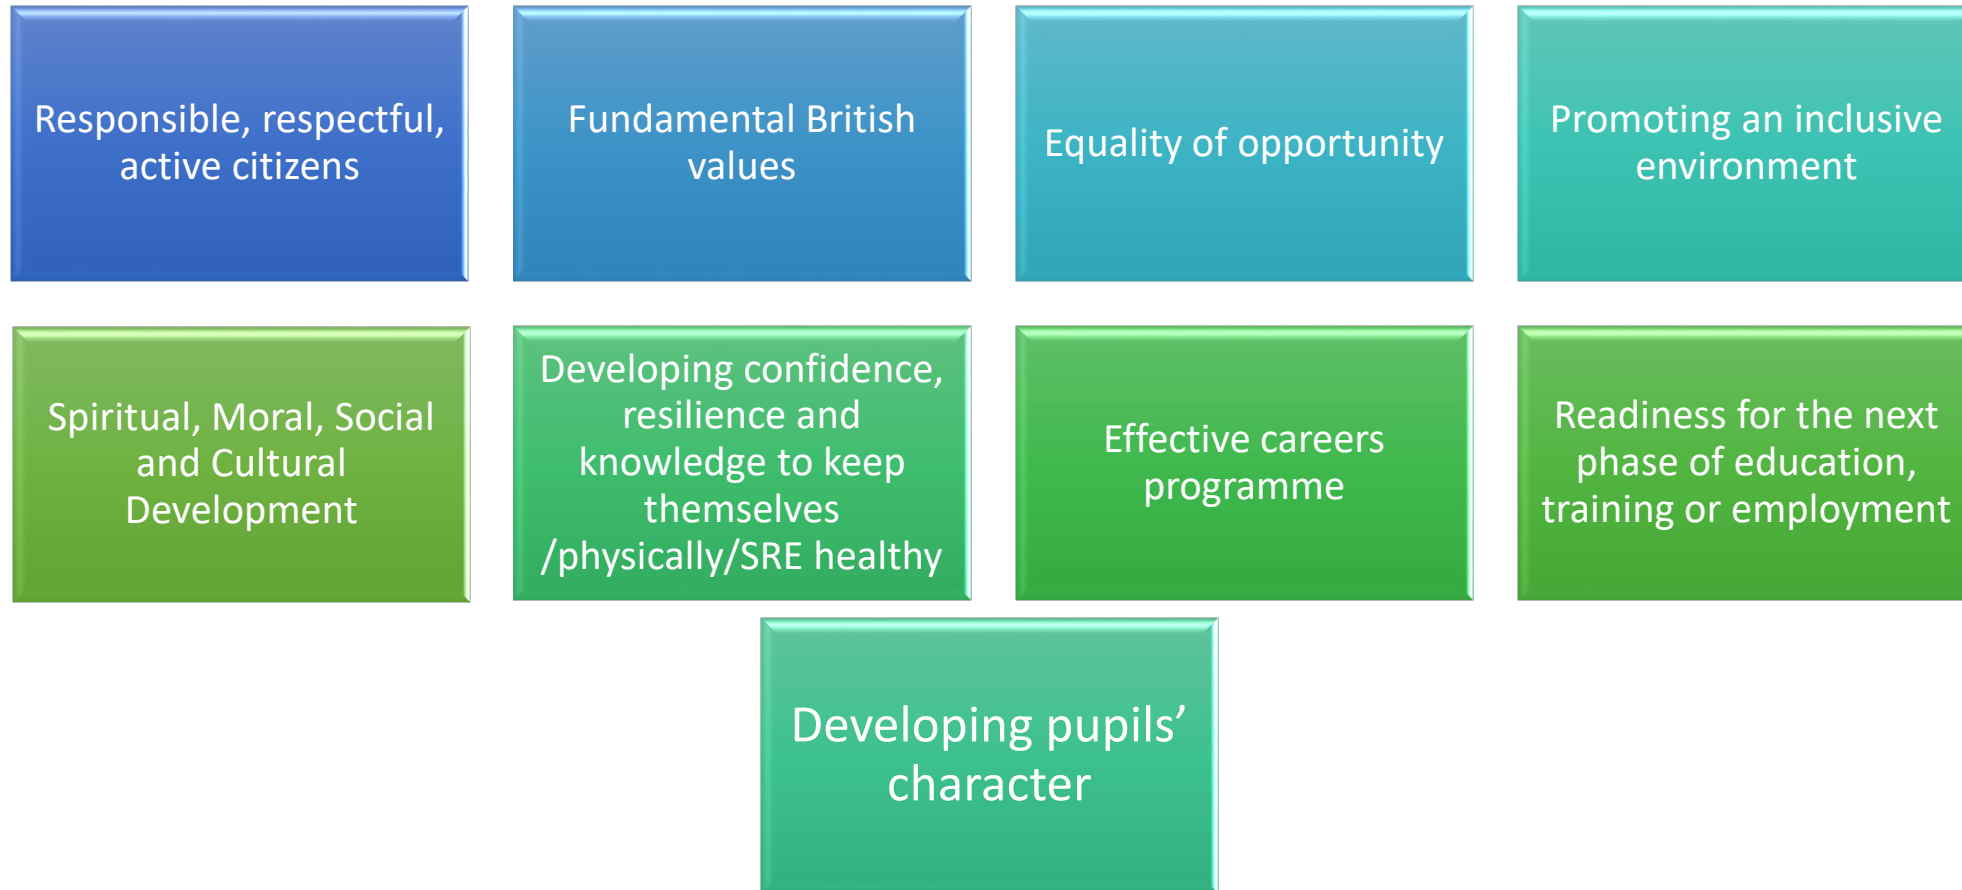 Responsible, respectful,
active citizens
Fundamental British
values
Equality of opportunity
Promoting an inclusive
environment
Spiritual, Moral, Social
and Cultural
Development
Developing confidence,
resilience and
knowledge to keep
themselves
/physically/SRE healthy
Effective careers
programme
Readiness for the next
phase of education,
training or employment
Developing pupils’
character